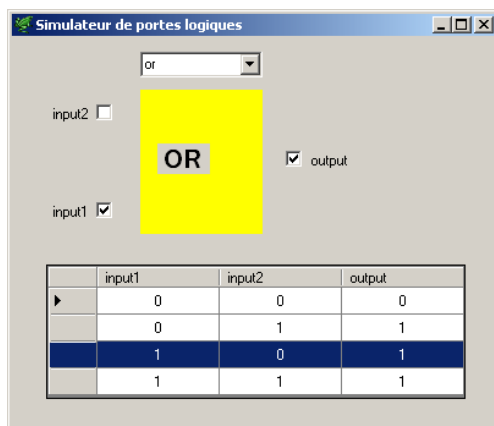 Simulateur de portes logiques
or
input2
OR
output
input1
input1 input2 output
0 0 0
0 1 1
1 0 1
1 1 1